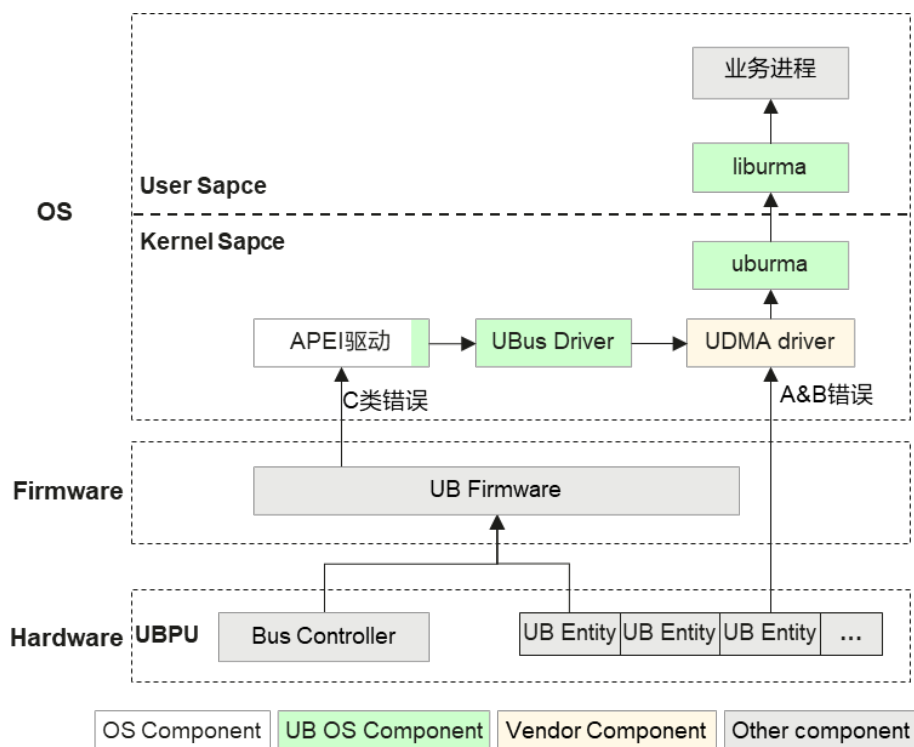 业务进程
liburma
User Sapce
OS
Kernel Sapce
uburma
APEI驱动
UBus Driver
UDMA driver
C类错误
A&B错误
Firmware
UB Firmware
Hardware
UBPU
Bus Controller
UB Entity
UB Entity
UB Entity
...
OS Component
UB OS Component
Vendor Component
Other component